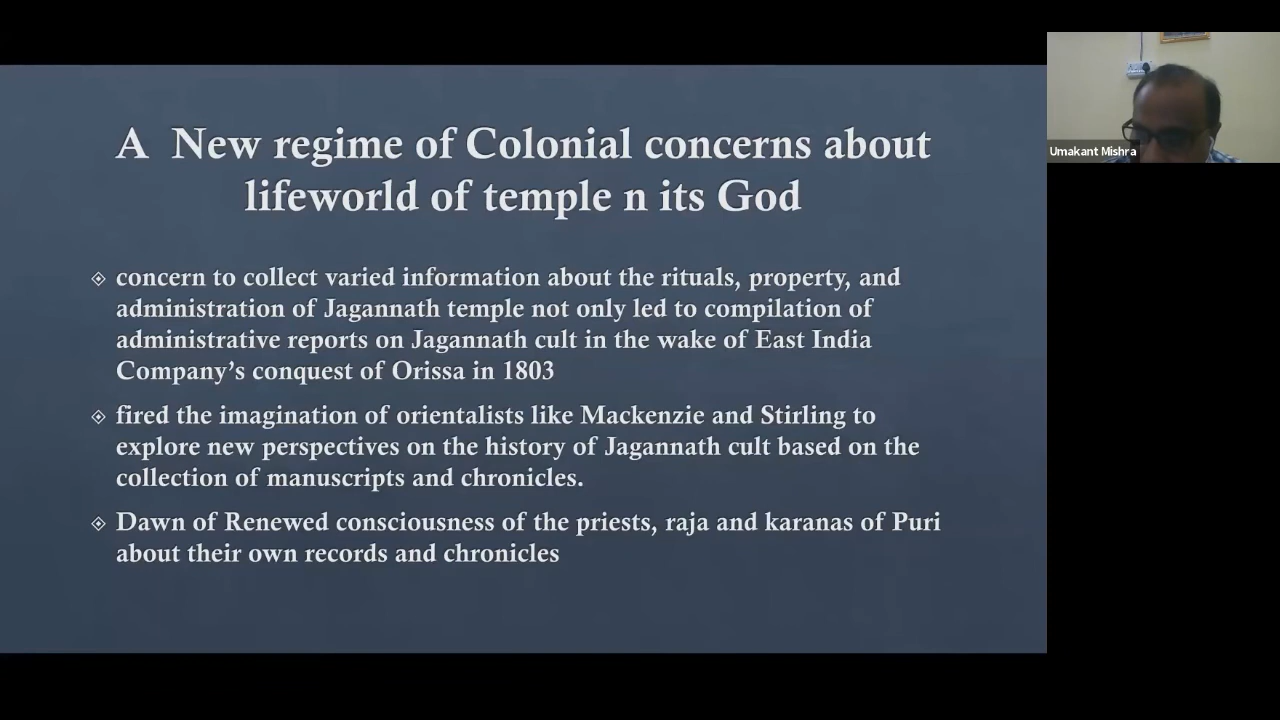 A New regime of Colonial concerns about
lifeworld of temple n its God
concern to collect varied information about the rituals, property, and
administration of Jagannath temple not only led to compilation of
administrative reports on Jagannath cult in the wake of East India
Company’s conquest of Orissa in 1803
fired the imagination of orientalists like Mackenzie and Stirling to
explore new perspectives on the history of Jagannath cult based on the
collection of manuscripts and chronicles.
Dawn of Renewed consciousness of the priests, raja and karanas of Puri
about their own records and chronicles
Umakant Mishra